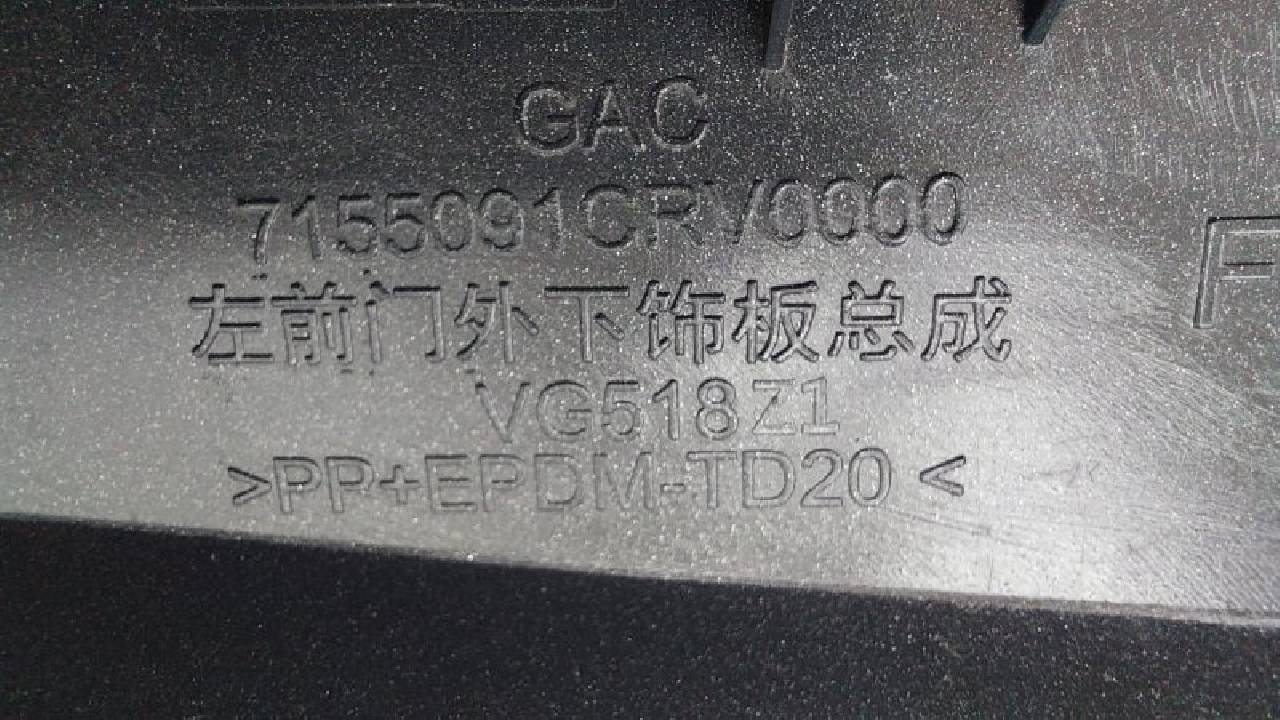 GAC
7155091CRV0000
左前门外下饰板总成
VG518Z1
>PP+EPDM-TD20 <
F